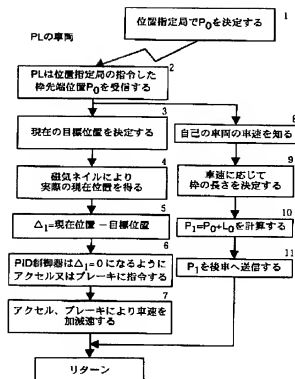 PLの車両
1
位置指定局でP0を決定する
2
PLは位置指定局の指令した
枠先端位置P0を受信する
3
現在の目標位置を決定する
4
磁気ネイルにより
実際の現在位置を得る
5
△1=現在位置 − 目標位置
6
PID制御器は△1=0になるように
アクセル又はブレーキに指令する
7
アクセル、ブレーキにより車速を
加減速する
8
自己の車両の車速を知る
9
車速に応じて
枠の長さを決定する
10
P1=P0+L0を計算する
11
P1を後車へ送信する
リターン